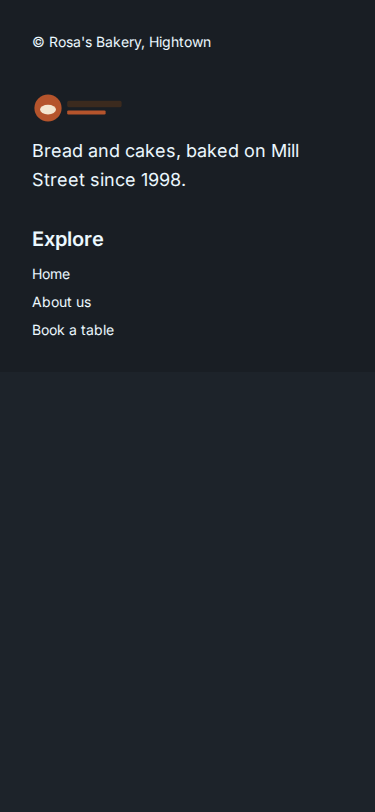 © Rosa's Bakery, Hightown
Bread and cakes, baked on Mill
Street since 1998.
Explore
Home
About us
Book a table